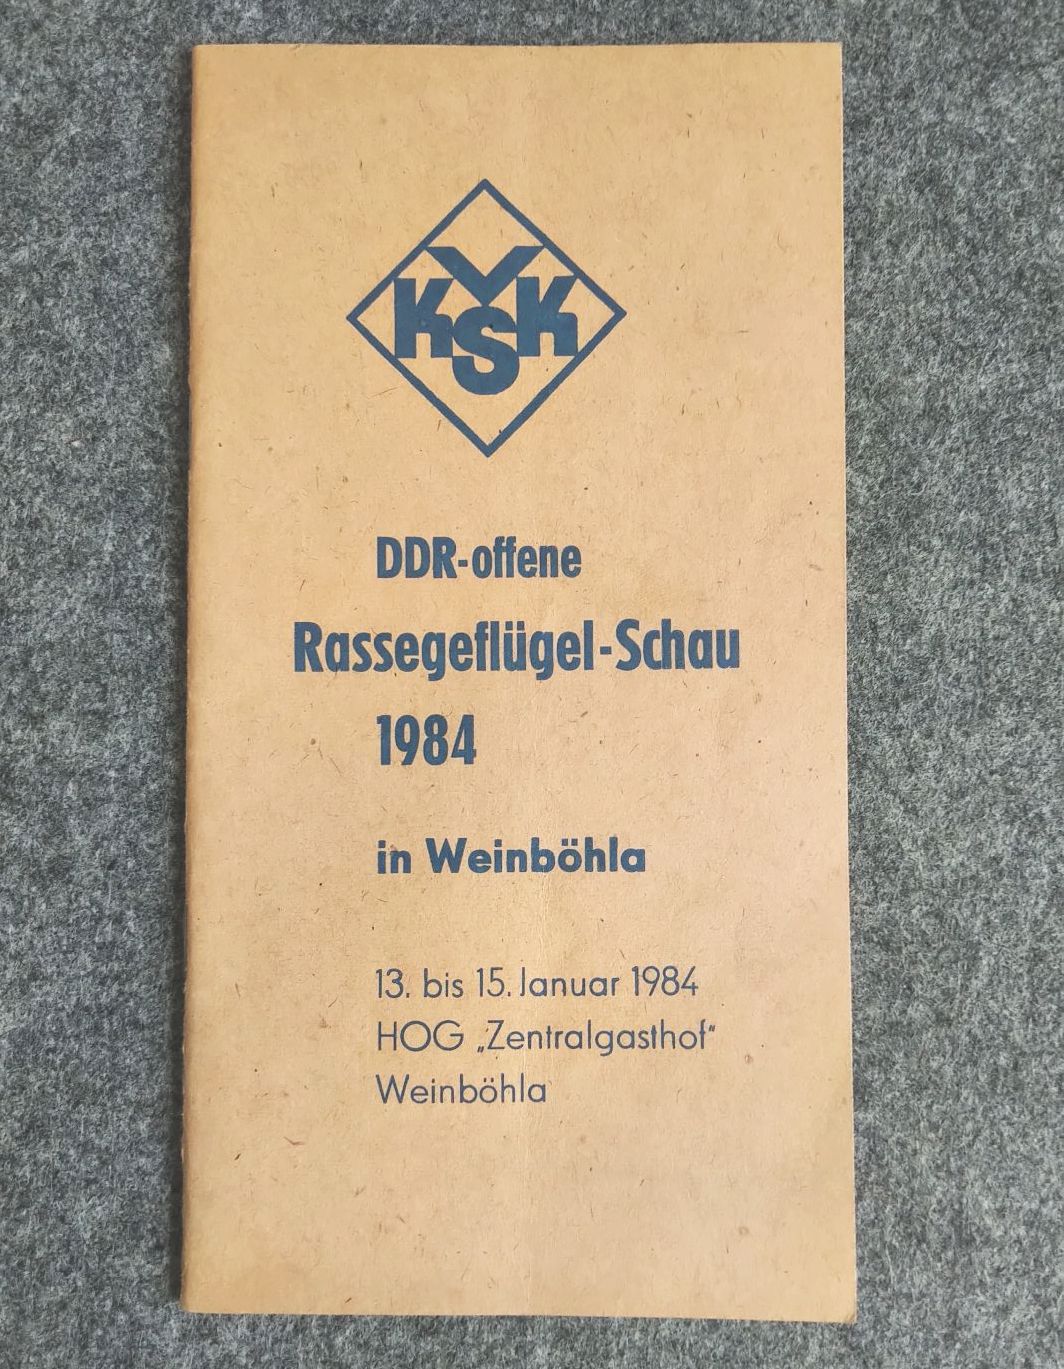 VKSK
DDR-offene
Rassegeflügel-Schau
1984
in Weinböhla
13. bis 15. Januar 1984
HOG „Zentralgasthof“
Weinböhla